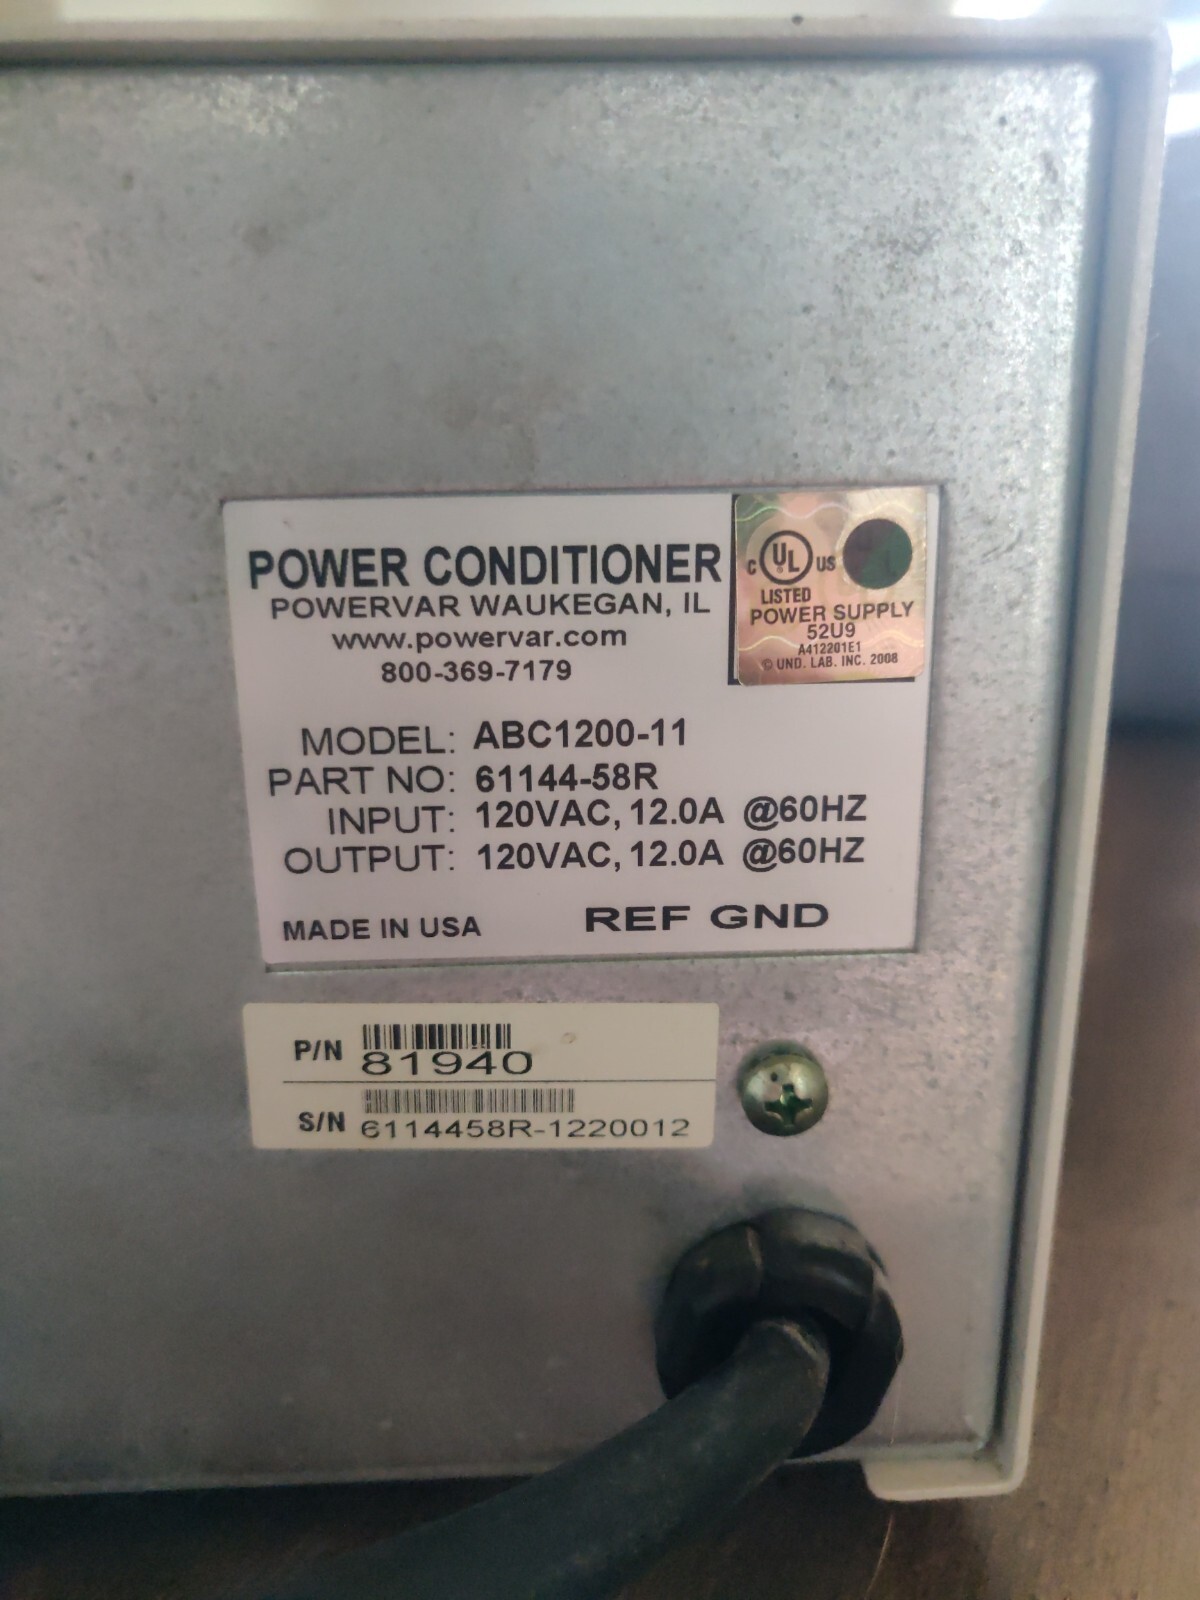 POWER CONDITIONER
POWERVAR WAUKEGAN, IL
www.powervar.com
800-369-7179
C UL US
®
LISTED
POWER SUPPLY
52U9
A412201E1
© UND. LAB. INC. 2008
MODEL: ABC1200-11
PART NO: 61144-58R
INPUT: 120VAC, 12.0A @60HZ
OUTPUT: 120VAC, 12.0A @60HZ
MADE IN USA REF GND
P/N 81940
S/N 6114458R-1220012